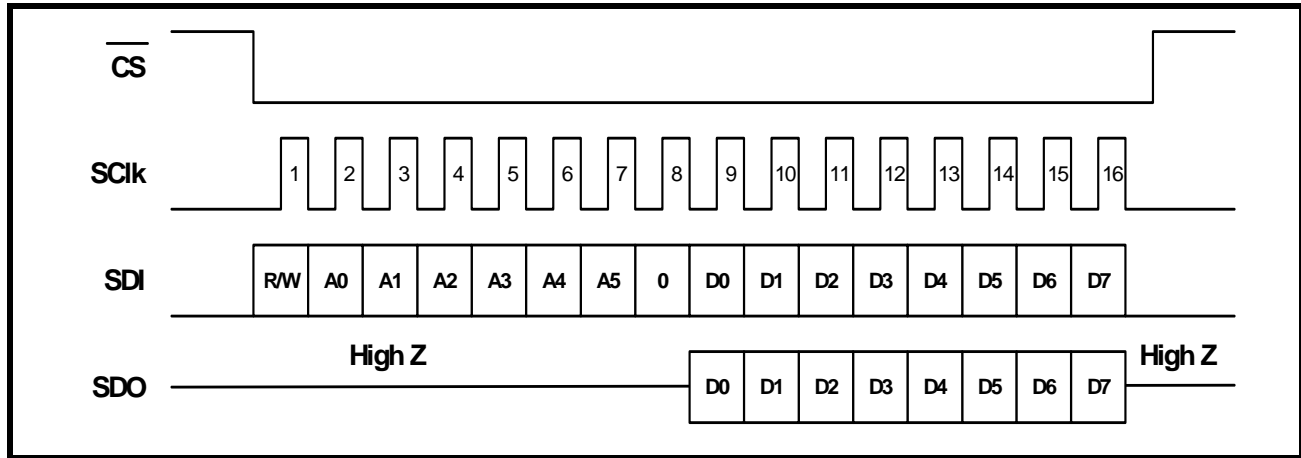 CS
SClk 1 2 3 4 5 6 7 8 9 10 11 12 13 14 15 16
SDI R/W A0 A1 A2 A3 A4 A5 0 D0 D1 D2 D3 D4 D5 D6 D7
High Z High Z
SDO D0 D1 D2 D3 D4 D5 D6 D7